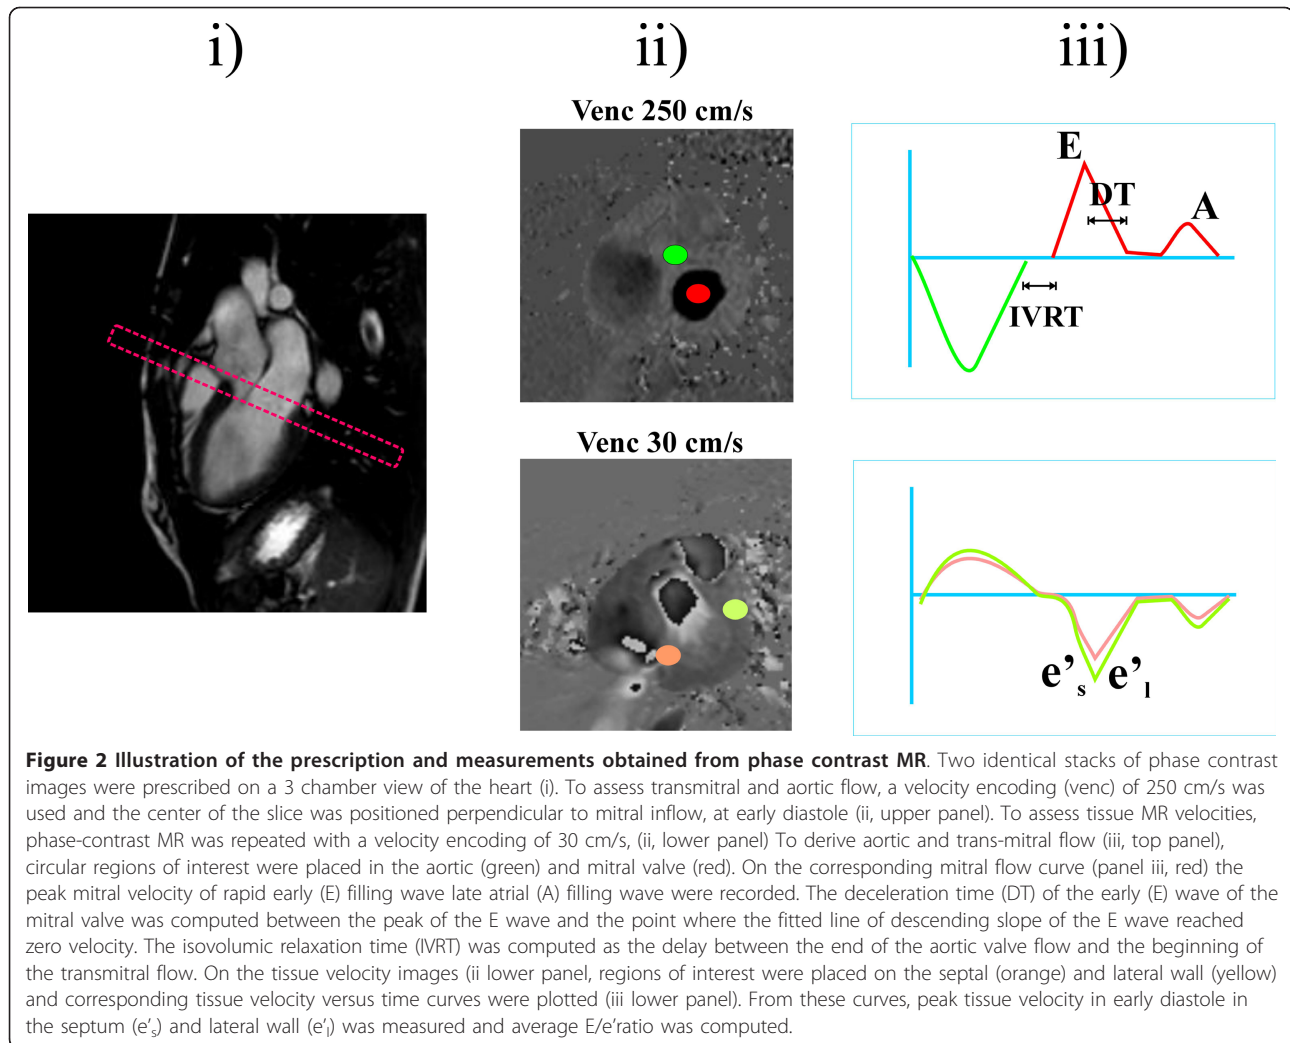 i)
ii)
iii)
Venc 250 cm/s
E
DT
A
IVRT
Venc 30 cm/s
e’s e’l
Figure 2 Illustration of the prescription and measurements obtained from phase contrast MR. Two identical stacks of phase contrast
images were prescribed on a 3 chamber view of the heart (i). To assess transmitral and aortic flow, a velocity encoding (venc) of 250 cm/s was
used and the center of the slice was positioned perpendicular to mitral inflow, at early diastole (ii, upper panel). To assess tissue MR velocities,
phase-contrast MR was repeated with a velocity encoding of 30 cm/s, (ii, lower panel) To derive aortic and trans-mitral flow (iii, top panel),
circular regions of interest were placed in the aortic (green) and mitral valve (red). On the corresponding mitral flow curve (panel iii, red) the
peak mitral velocity of rapid early (E) filling wave late atrial (A) filling wave were recorded. The deceleration time (DT) of the early (E) wave of the
mitral valve was computed between the peak of the E wave and the point where the fitted line of descending slope of the E wave reached
zero velocity. The isovolumic relaxation time (IVRT) was computed as the delay between the end of the aortic valve flow and the beginning of
the transmitral flow. On the tissue velocity images (ii lower panel, regions of interest were placed on the septal (orange) and lateral wall (yellow)
and corresponding tissue velocity versus time curves were plotted (iii lower panel). From these curves, peak tissue velocity in early diastole in
the septum (e's) and lateral wall (e'l) was measured and average E/e'ratio was computed.